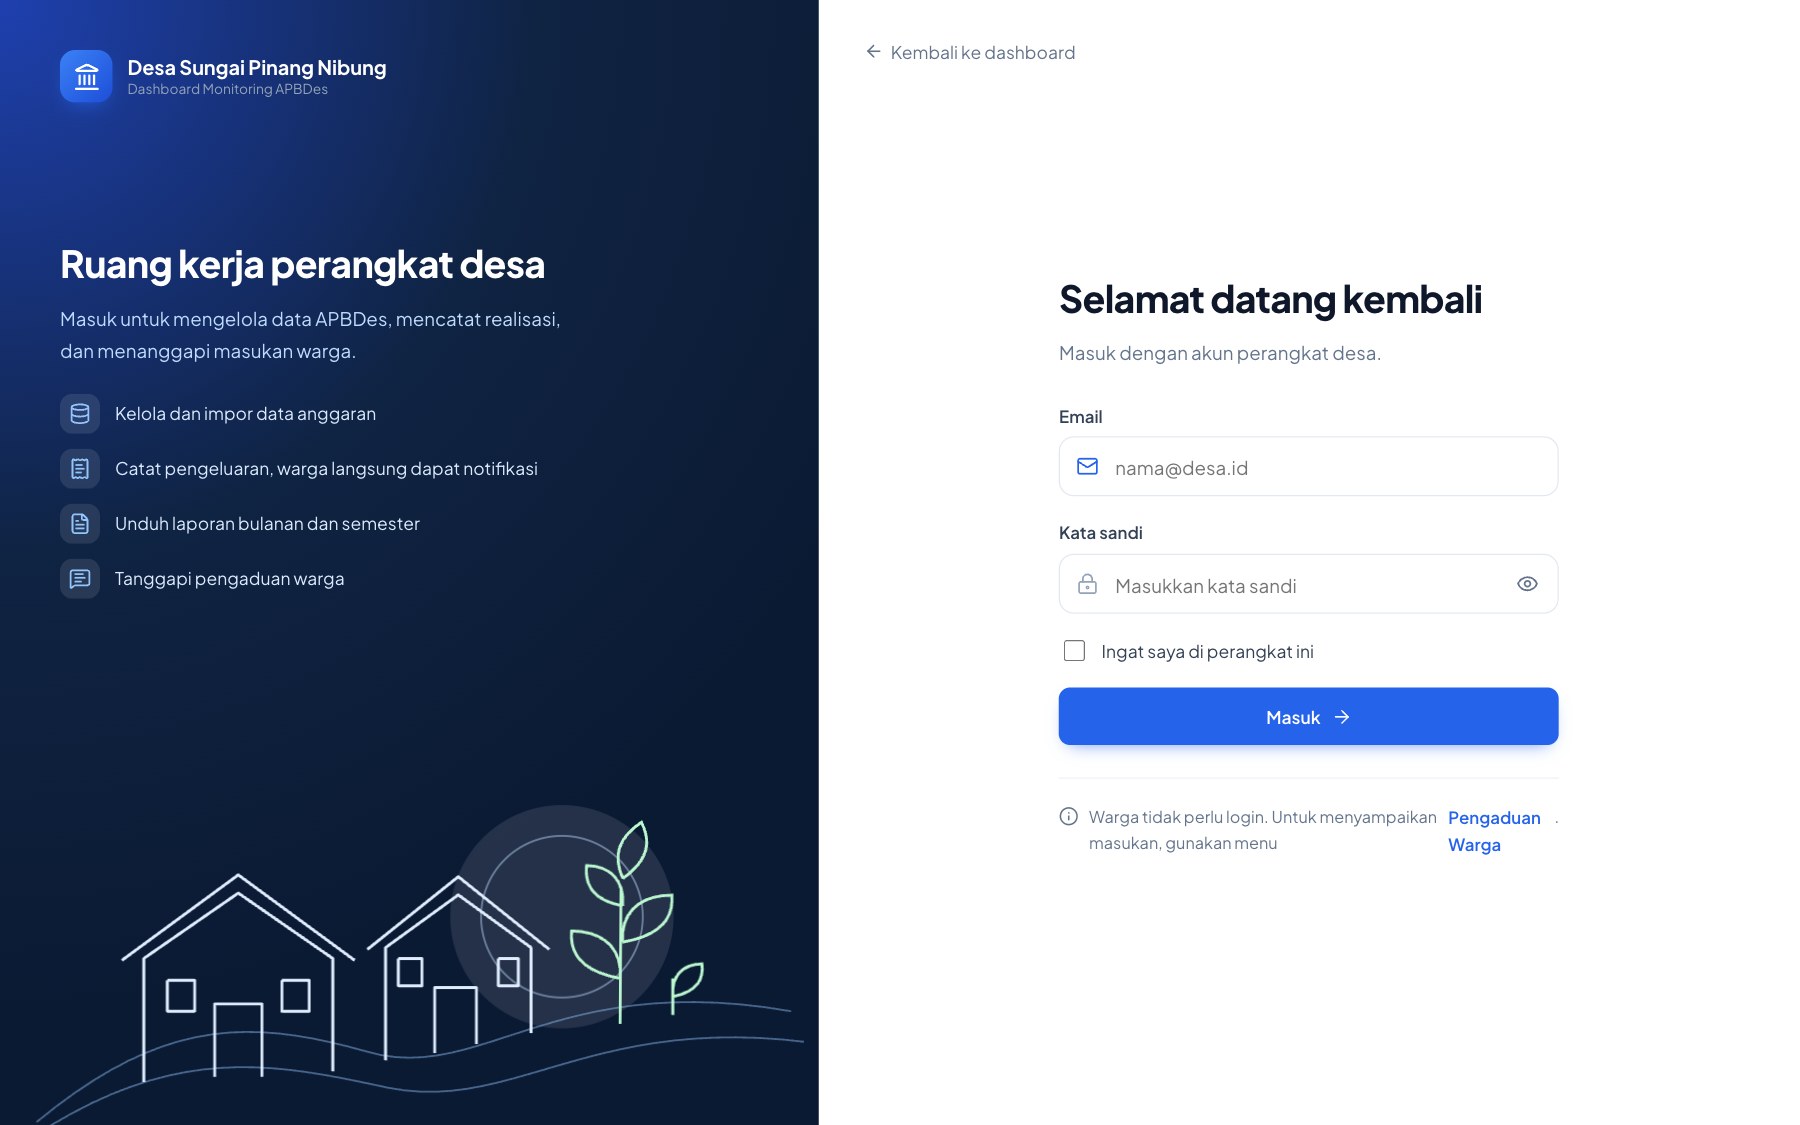 Desa Sungai Pinang Nibung
Dashboard Monitoring APBDes
Ruang kerja perangkat desa
Masuk untuk mengelola data APBDes, mencatat realisasi,
dan menanggapi masukan warga.
Kelola dan impor data anggaran
Catat pengeluaran, warga langsung dapat notifikasi
Unduh laporan bulanan dan semester
Tanggapi pengaduan warga
Kembali ke dashboard
Selamat datang kembali
Masuk dengan akun perangkat desa.
Email
nama@desa.id
Kata sandi
Masukkan kata sandi
Ingat saya di perangkat ini
Masuk
Warga tidak perlu login. Untuk menyampaikan
masukan, gunakan menu
Pengaduan
Warga
.